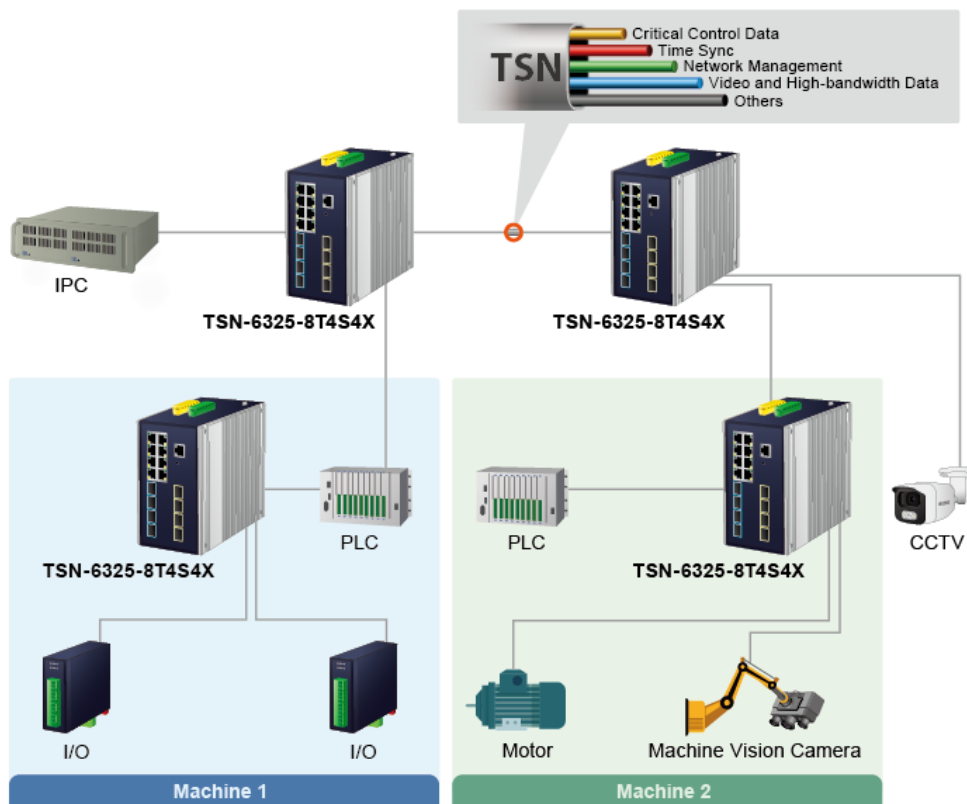 TSN
Critical Control Data
Time Sync
Network Management
Video and High-bandwidth Data
Others
IPC
TSN-6325-8T4S4X
TSN-6325-8T4S4X
PLC
TSN-6325-8T4S4X
PLC
TSN-6325-8T4S4X
CCTV
I/O
I/O
Motor
Machine Vision Camera
Machine 1
Machine 2